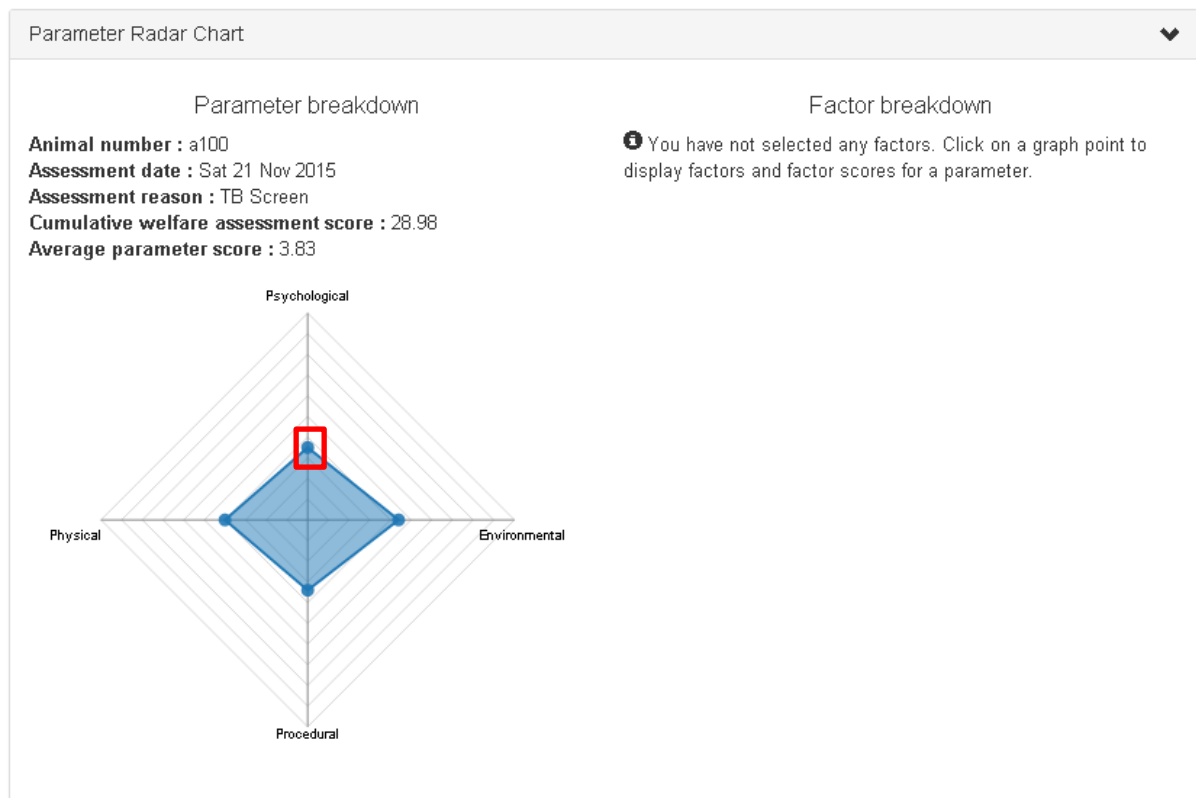 Parameter Radar Chart
Parameter breakdown
Animal number : a100
Assessment date : Sat 21 Nov 2015
Assessment reason : TB Screen
Cumulative welfare assessment score : 28.98
Average parameter score : 3.83
Psychological
Physical
Environmental
Procedural
Factor breakdown
You have not selected any factors. Click on a graph point to
display factors and factor scores for a parameter.